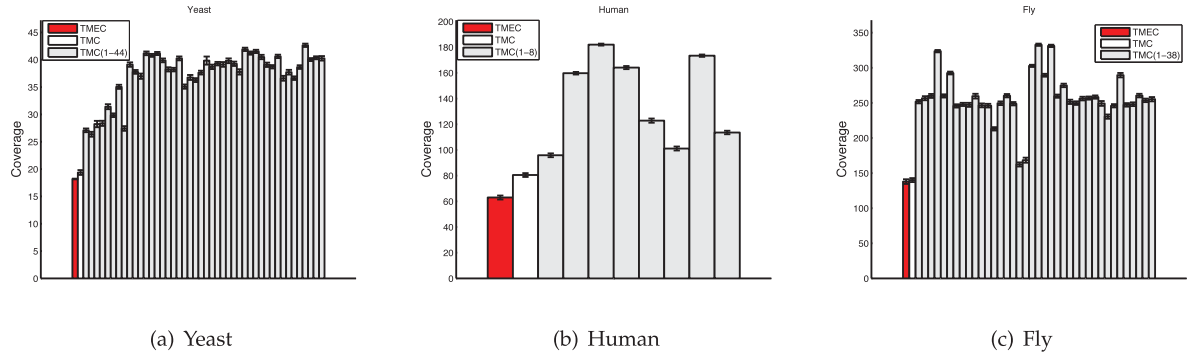 Yeast
Coverage
45
40
35
30
25
20
15
10
5
0
TMEC
TMC
TMC(1−44)
(a) Yeast
Human
Coverage
200
180
160
140
120
100
80
60
40
20
0
TMEC
TMC
TMC(1−8)
(b) Human
Fly
Coverage
350
300
250
200
150
100
50
0
TMEC
TMC
TMC(1−38)
(c) Fly